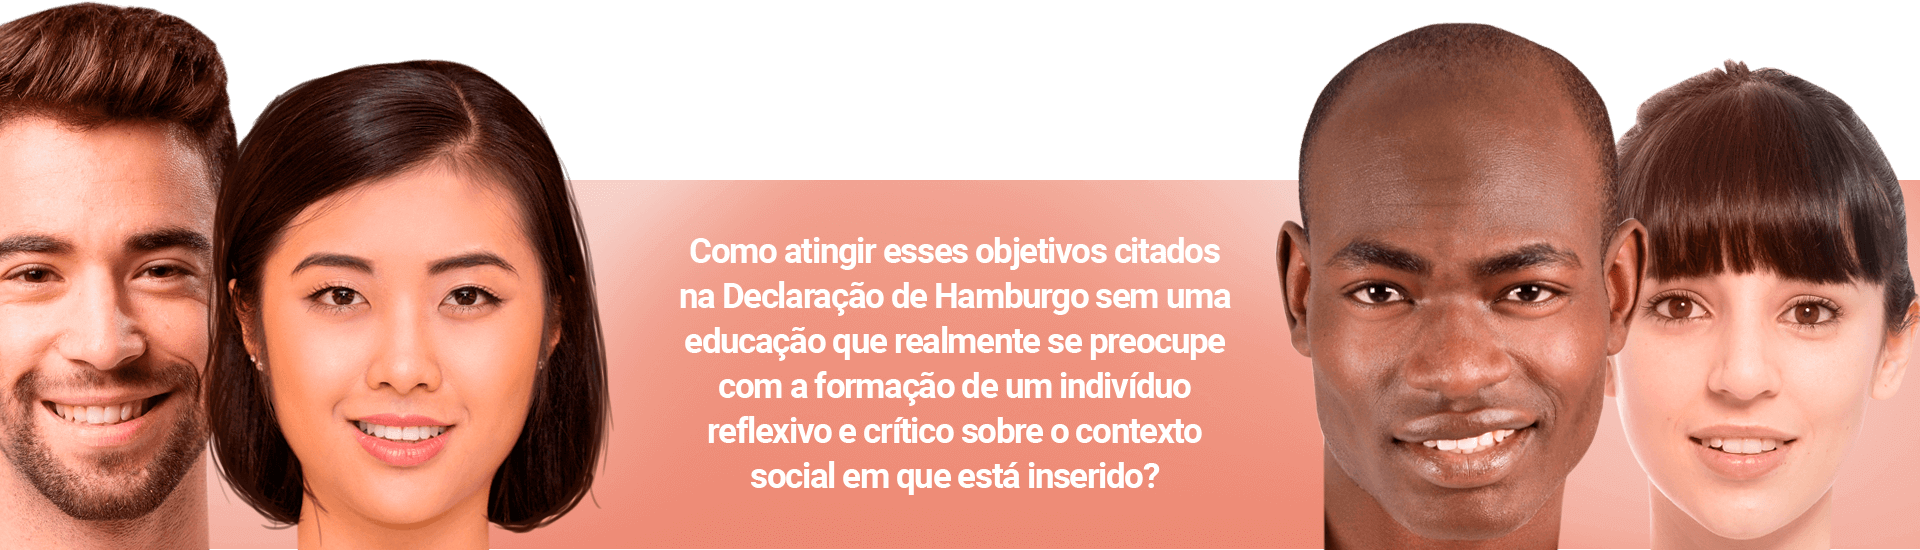 Como atingir esses objetivos citados
na Declaração de Hamburgo sem uma
educação que realmente se preocupe
com a formação de um indivíduo
reflexivo e crítico sobre o contexto
social em que está inserido?